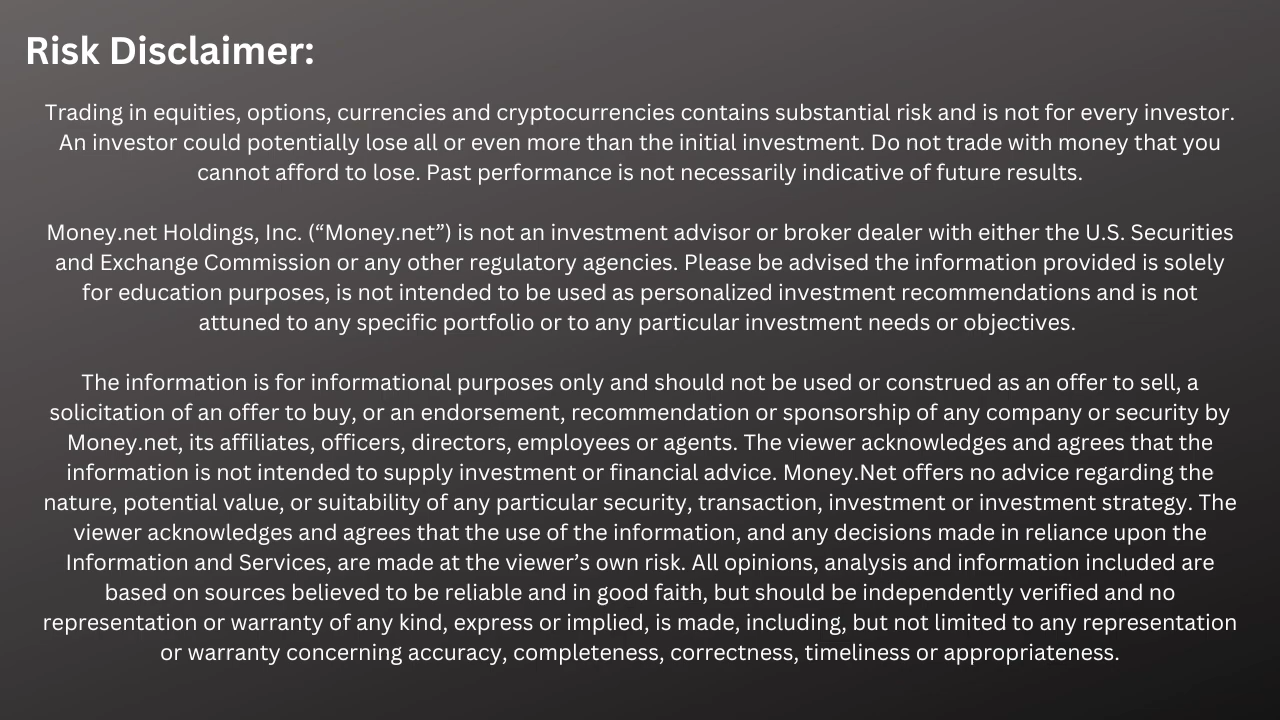 Risk Disclaimer:
Trading in equities, options, currencies and cryptocurrencies contains substantial risk and is not for every investor.
An investor could potentially lose all or even more than the initial investment. Do not trade with money that you
cannot afford to lose. Past performance is not necessarily indicative of future results.
Money.net Holdings, Inc. (“Money.net”) is not an investment advisor or broker dealer with either the U.S. Securities
and Exchange Commission or any other regulatory agencies. Please be advised the information provided is solely
for education purposes, is not intended to be used as personalized investment recommendations and is not
attuned to any specific portfolio or to any particular investment needs or objectives.
The information is for informational purposes only and should not be used or construed as an offer to sell, a
solicitation of an offer to buy, or an endorsement, recommendation or sponsorship of any company or security by
Money.net, its affiliates, officers, directors, employees or agents. The viewer acknowledges and agrees that the
information is not intended to supply investment or financial advice. Money.Net offers no advice regarding the
nature, potential value, or suitability of any particular security, transaction, investment or investment strategy. The
viewer acknowledges and agrees that the use of the information, and any decisions made in reliance upon the
Information and Services, are made at the viewer’s own risk. All opinions, analysis and information included are
based on sources believed to be reliable and in good faith, but should be independently verified and no
representation or warranty of any kind, express or implied, is made, including, but not limited to any representation
or warranty concerning accuracy, completeness, correctness, timeliness or appropriateness.